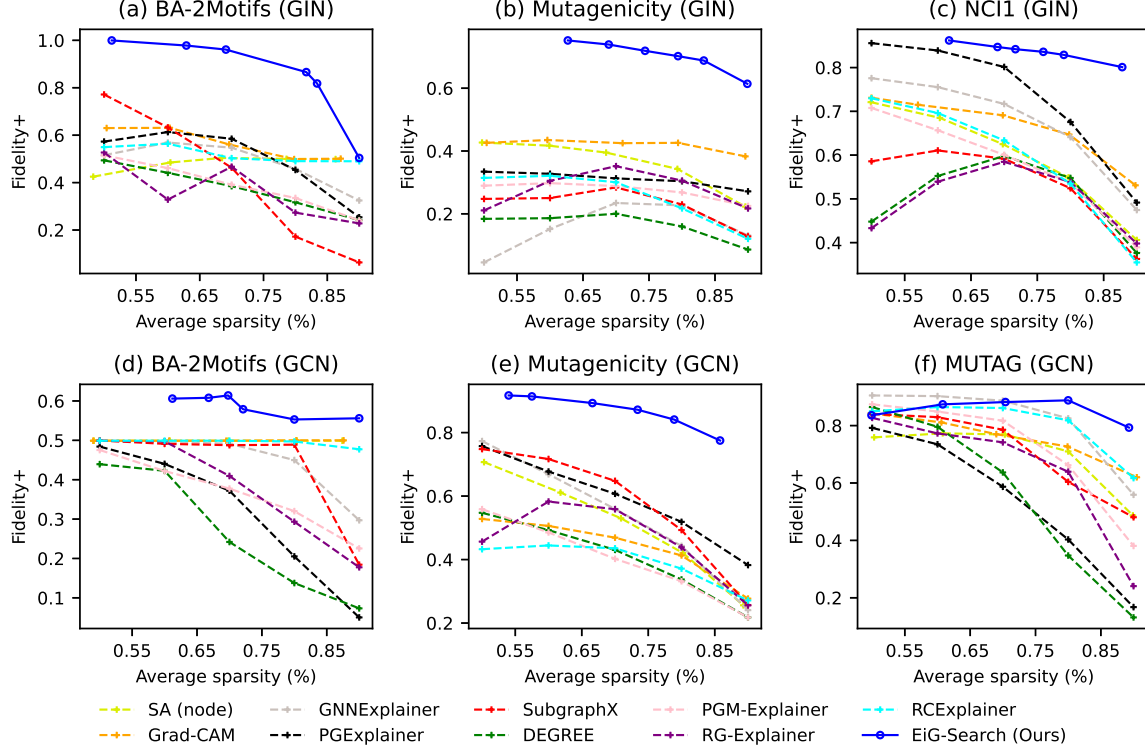 (a) BA-2Motifs (GIN)
(b) Mutagenicity (GIN)
(c) NCI1 (GIN)
Fidelity+
1.0
0.8
0.6
0.4
0.2
0.55 0.65 0.75 0.85
Average sparsity (%)
Fidelity+
0.6
0.4
0.2
0.55 0.65 0.75 0.85
Average sparsity (%)
Fidelity+
0.8
0.7
0.6
0.5
0.4
0.55 0.65 0.75 0.85
Average sparsity (%)
(d) BA-2Motifs (GCN)
(e) Mutagenicity (GCN)
(f) MUTAG (GCN)
Fidelity+
0.6
0.5
0.4
0.3
0.2
0.1
0.55 0.65 0.75 0.85
Average sparsity (%)
Fidelity+
0.8
0.6
0.4
0.2
0.55 0.65 0.75 0.85
Average sparsity (%)
Fidelity+
0.8
0.6
0.4
0.2
0.55 0.65 0.75 0.85
Average sparsity (%)
SA (node)
GNNExplainer
SubgraphX
PGM-Explainer
RCExplainer
Grad-CAM
PGExplainer
DEGREE
RG-Explainer
EiG-Search (Ours)